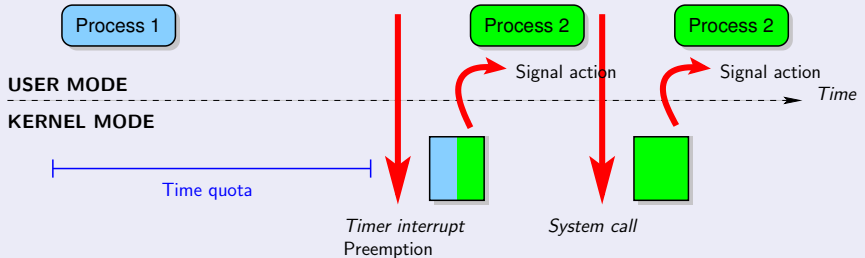 Process 1
Process 2
Process 2
Signal action
Signal action
USER MODE
Time
KERNEL MODE
Time quota
Timer interrupt
System call
Preemption